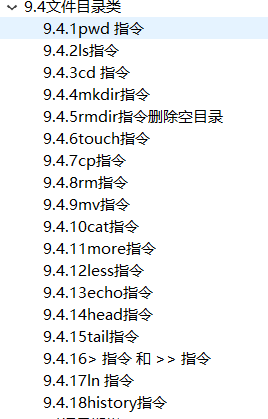 9.4文件目录类
9.4.1pwd 指令
9.4.2ls指令
9.4.3cd 指令
9.4.4mkdir指令
9.4.5rmdir指令删除空目录
9.4.6touch指令
9.4.7cp指令
9.4.8rm指令
9.4.9mv指令
9.4.10cat指令
9.4.11more指令
9.4.12less指令
9.4.13echo指令
9.4.14head指令
9.4.15tail指令
9.4.16> 指令 和 >> 指令
9.4.17ln 指令
9.4.18history指令